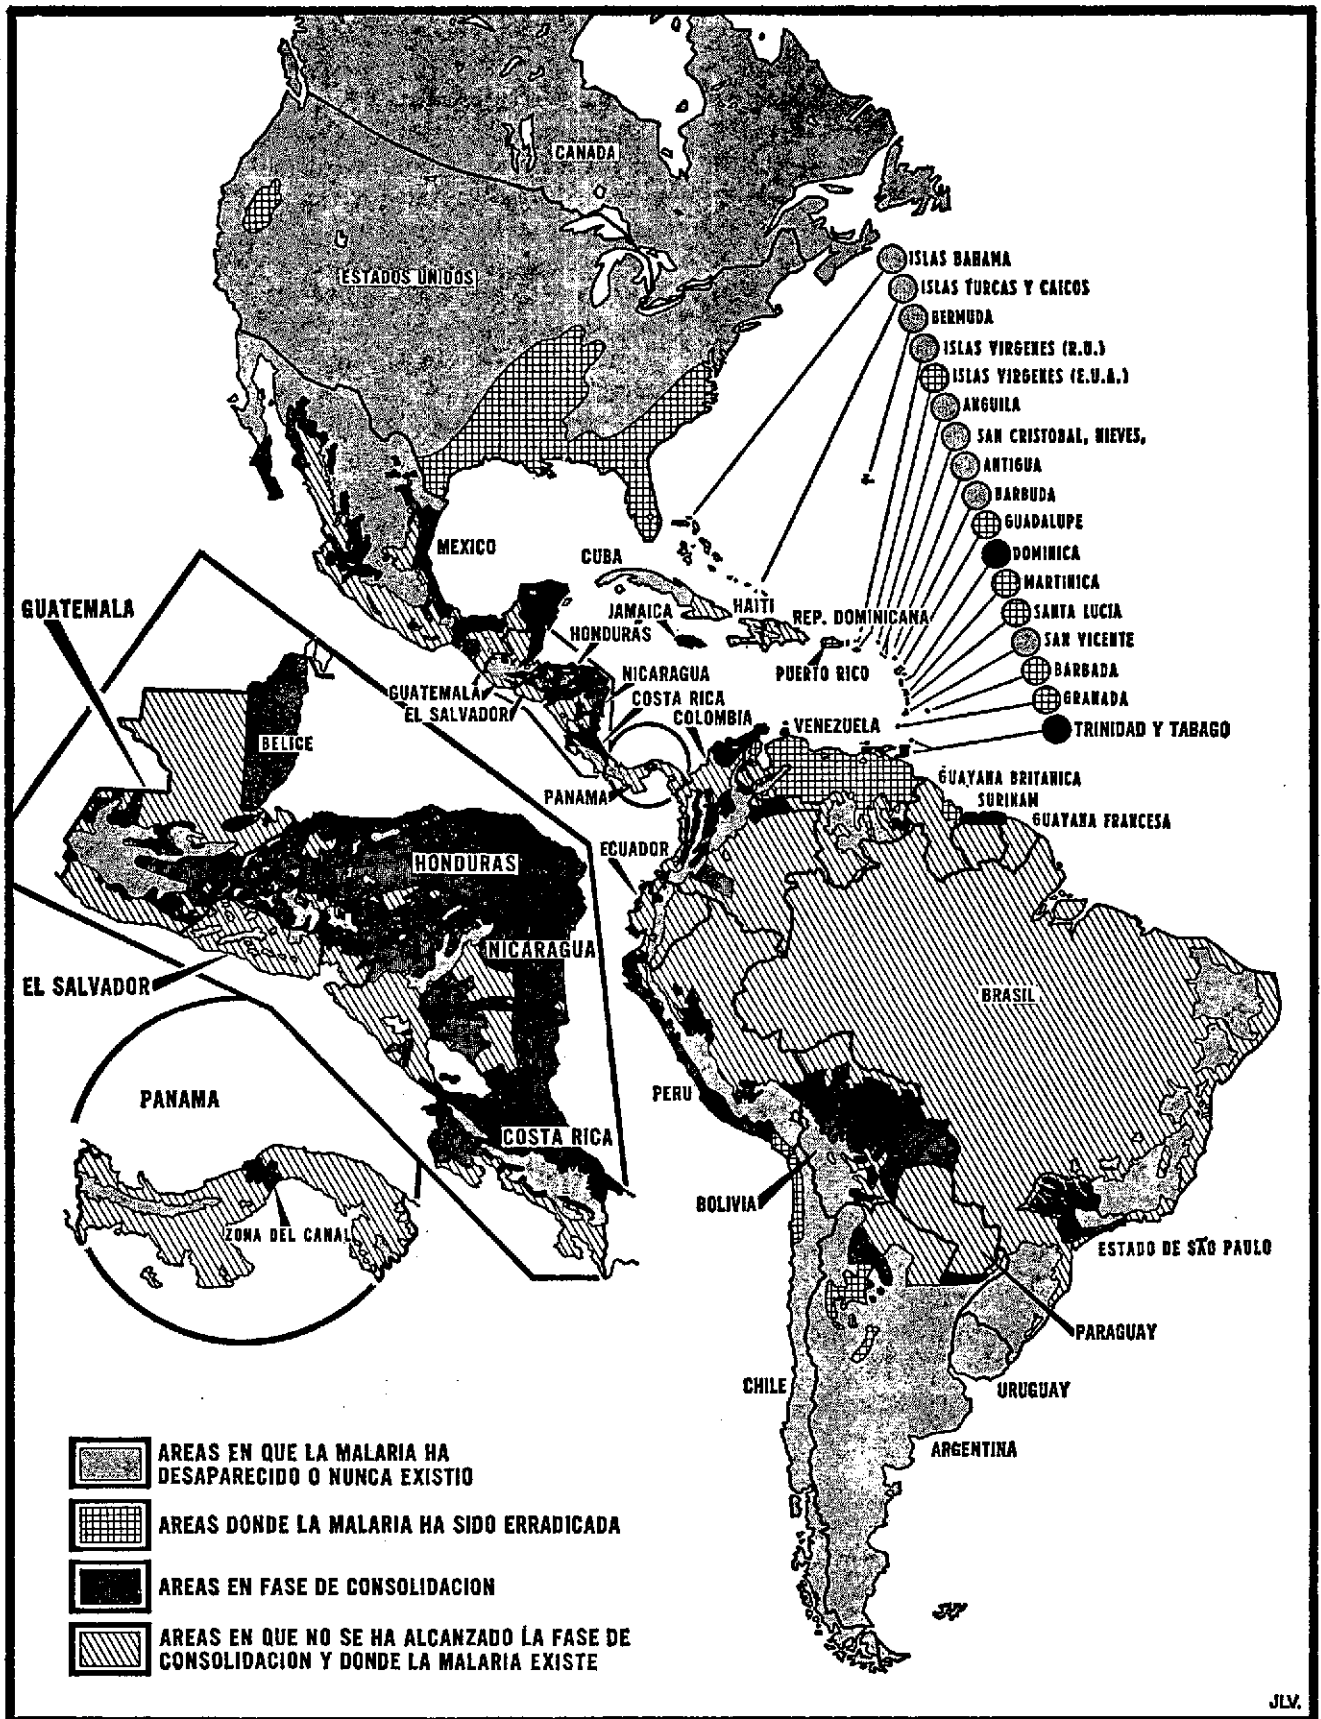 CANADA
ESTADOS UNIDOS
ISLAS BAHAMA
ISLAS TURCAS Y CAICOS
BERMUDA
ISLAS VIRGENES (R.U.)
ISLAS VIRGENES (E.U.A.)
ANGUILA
SAN CRISTOBAL, NIEVES,
ANTIGUA
BARBUDA
GUADALUPE
DOMINICA
MARTINICA
SANTA LUCIA
SAN VICENTE
BARBADA
GRANADA
TRINIDAD Y TABAGO
MEXICO
CUBA
JAMAICA
HAITI
REP. DOMINICANA
HONDURAS
PUERTO RICO
NICARAGUA
GUATEMALA
EL SALVADOR
COSTA RICA
COLOMBIA
VENEZUELA
PANAMA
GUAYANA BRITANICA
SURINAM
GUAYANA FRANCESA
ECUADOR
BRASIL
PERU
BOLIVIA
ESTADO DE SÃO PAULO
PARAGUAY
CHILE
URUGUAY
ARGENTINA
GUATEMALA
BELICE
HONDURAS
NICARAGUA
EL SALVADOR
COSTA RICA
PANAMA
ZONA DEL CANAL
AREAS EN QUE LA MALARIA HA
DESAPARECIDO O NUNCA EXISTIO
AREAS DONDE LA MALARIA HA SIDO ERRADICADA
AREAS EN FASE DE CONSOLIDACION
AREAS EN QUE NO SE HA ALCANZADO LA FASE DE
CONSOLIDACION Y DONDE LA MALARIA EXISTE
JLV.